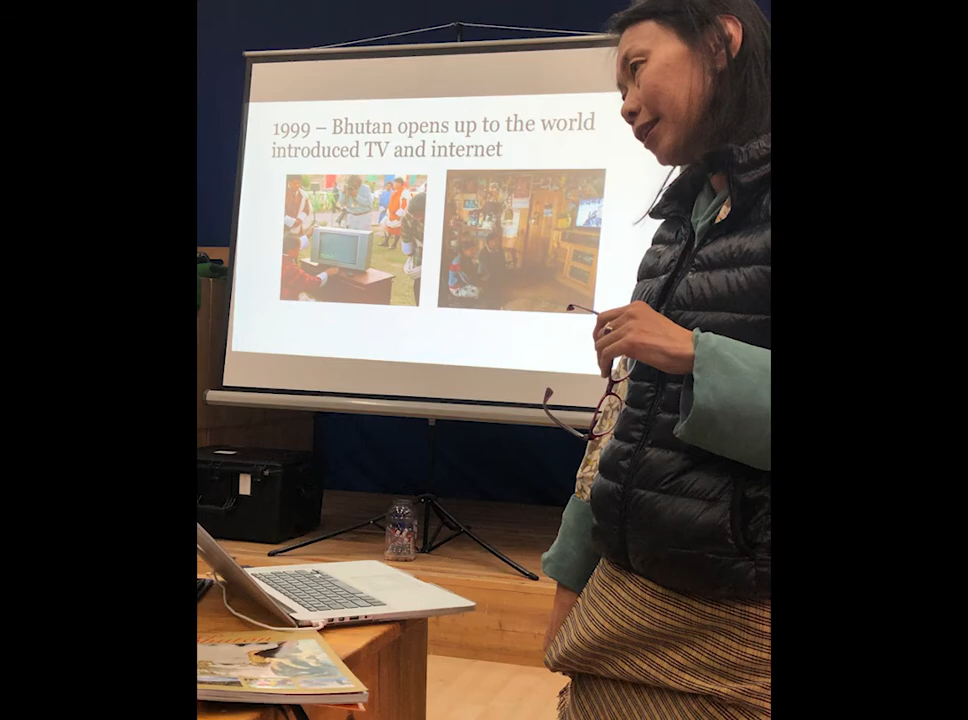 1999 – Bhutan opens up to the world
introduced TV and internet